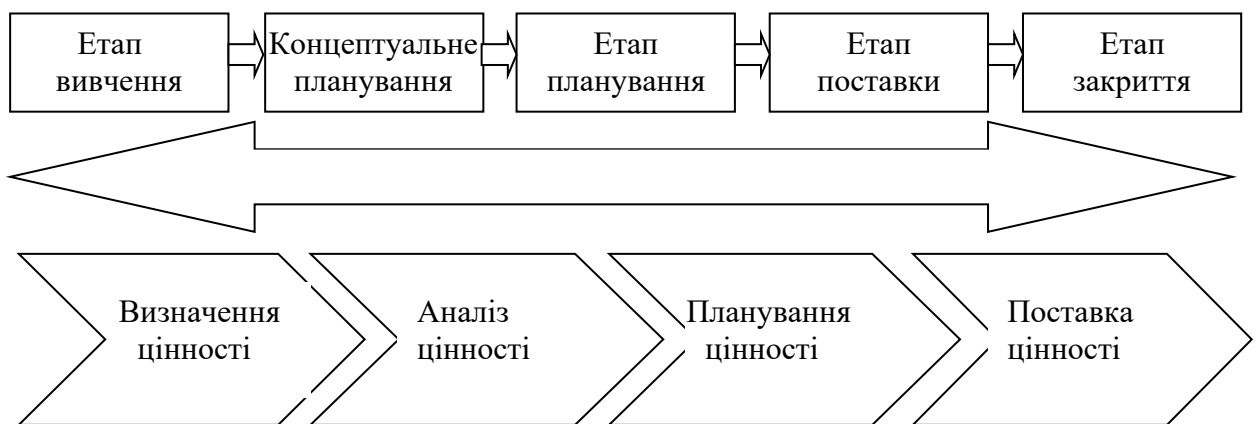 Етап
вивчення
Концептуальне
планування
Етап
планування
Етап
поставки
Етап
закриття
Визначення
цінності
Аналіз
цінності
Планування
цінності
Поставка
цінності